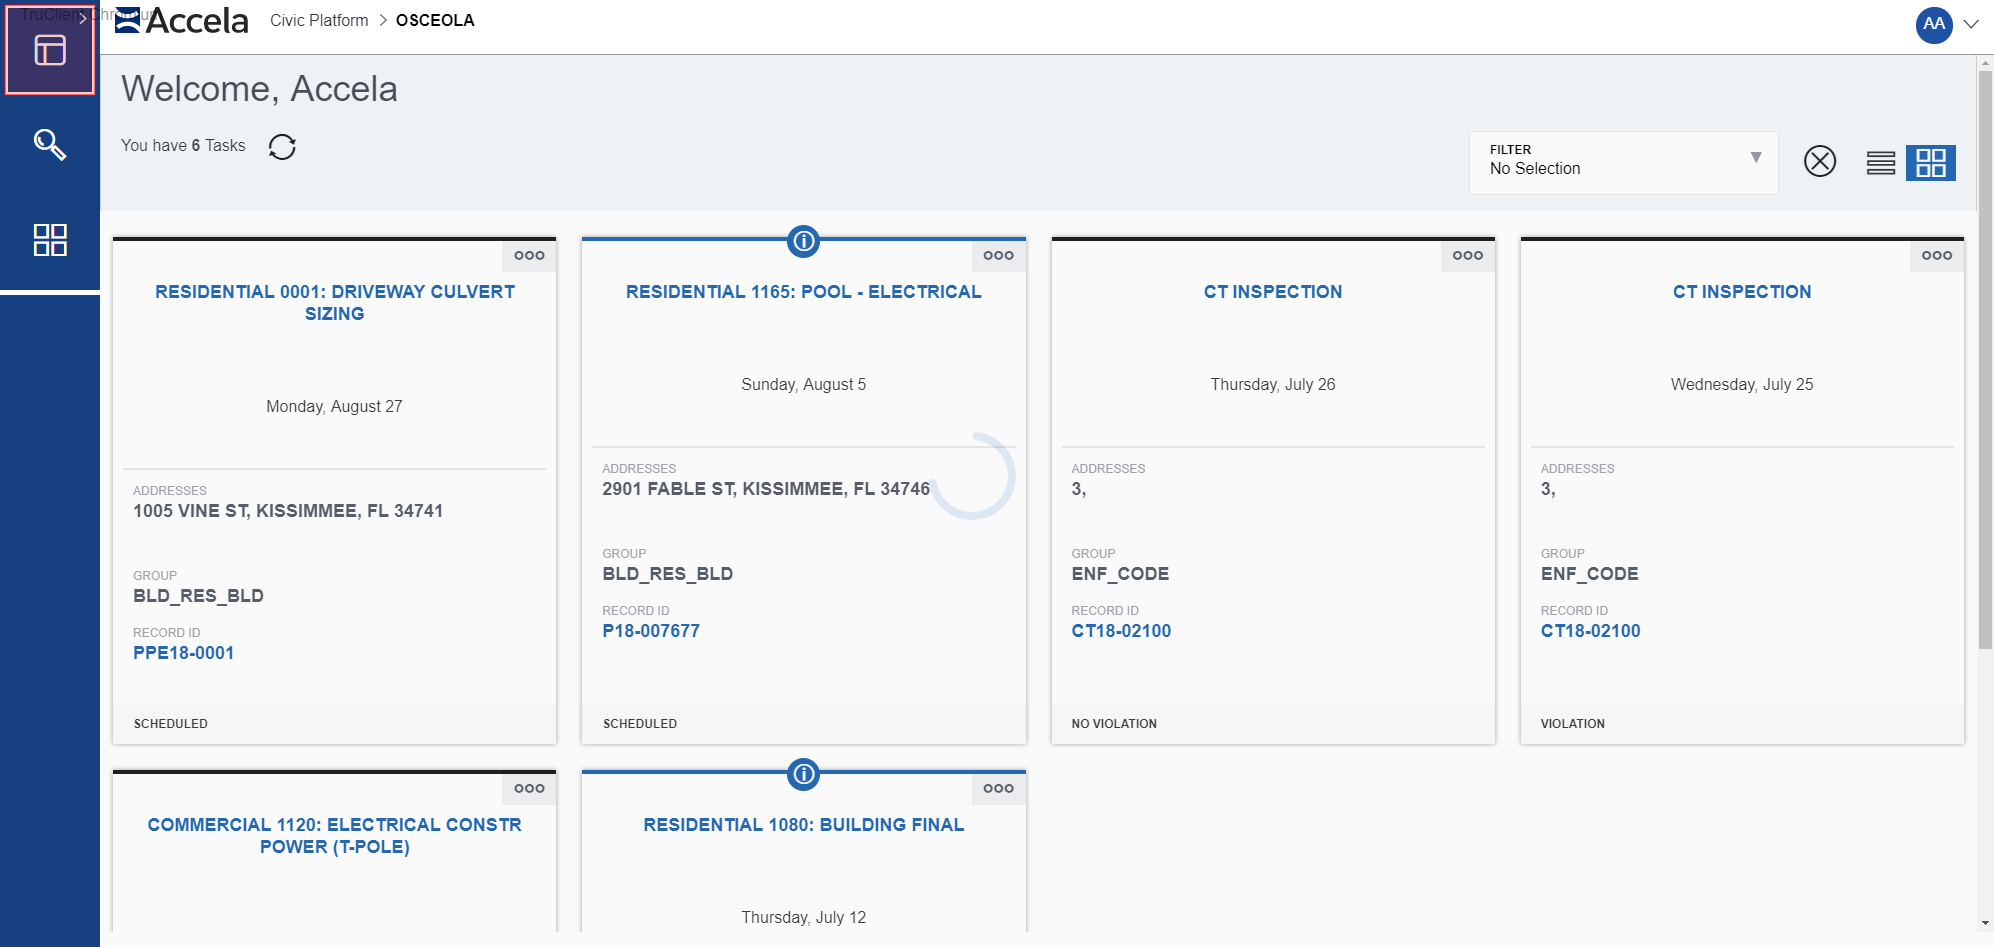 TruClient Chromium
Accela
Civic Platform > OSCEOLA
AA
Welcome, Accela
You have 6 Tasks
FILTER
No Selection
RESIDENTIAL 0001: DRIVEWAY CULVERT
SIZING
Monday, August 27
ADDRESSES
1005 VINE ST, KISSIMMEE, FL 34741
GROUP
BLD_RES_BLD
RECORD ID
PPE18-0001
SCHEDULED
RESIDENTIAL 1165: POOL - ELECTRICAL
Sunday, August 5
ADDRESSES
2901 FABLE ST, KISSIMMEE, FL 34746
GROUP
BLD_RES_BLD
RECORD ID
P18-007677
SCHEDULED
CT INSPECTION
Thursday, July 26
ADDRESSES
3,
GROUP
ENF_CODE
RECORD ID
CT18-02100
NO VIOLATION
CT INSPECTION
Wednesday, July 25
ADDRESSES
3,
GROUP
ENF_CODE
RECORD ID
CT18-02100
VIOLATION
COMMERCIAL 1120: ELECTRICAL CONSTR
POWER (T-POLE)
RESIDENTIAL 1080: BUILDING FINAL
Thursday, July 12